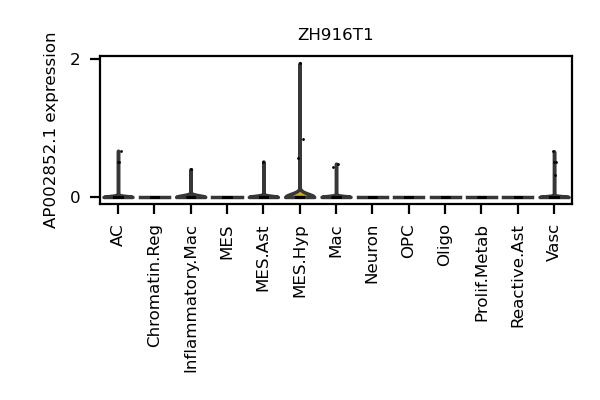 ZH916T1
AP002852.1 expression
2
0
AC
Chromatin.Reg
Inflammatory.Mac
MES
MES.Ast
MES.Hyp
Mac
Neuron
OPC
Oligo
Prolif.Metab
Reactive.Ast
Vasc